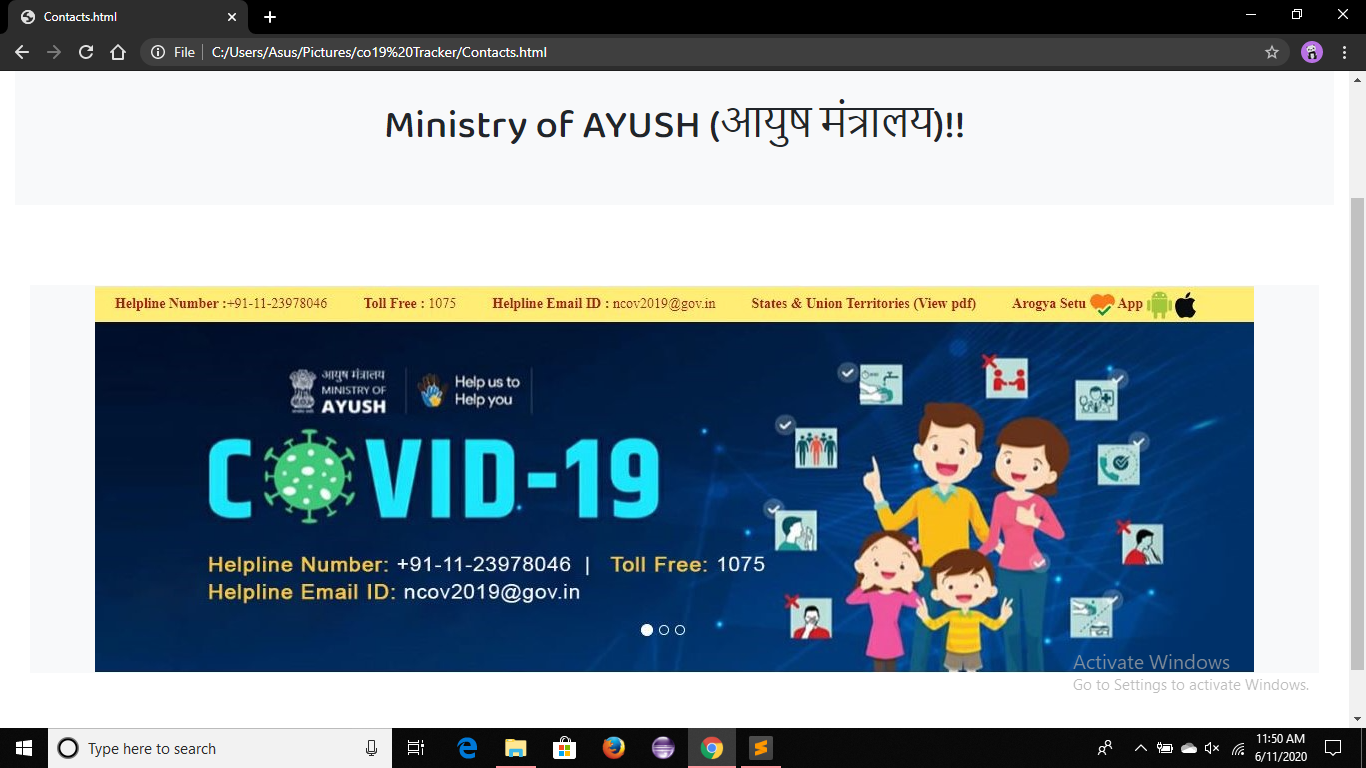 Contacts.html
File C:/Users/Asus/Pictures/co19%20Tracker/Contacts.html
Ministry of AYUSH (आयुष मंत्रालय)!!
Helpline Number :+91-11-23978046 Toll Free : 1075 Helpline Email ID : ncov2019@gov.in States & Union Territories (View pdf) Arogya Setu App
आयुष मंत्रालय
MINISTRY OF
AYUSH
Help us to
Help you
COVID-19
Helpline Number: +91-11-23978046 | Toll Free: 1075
Helpline Email ID: ncov2019@gov.in
Activate Windows
Go to Settings to activate Windows.
Type here to search
11:50 AM
6/11/2020